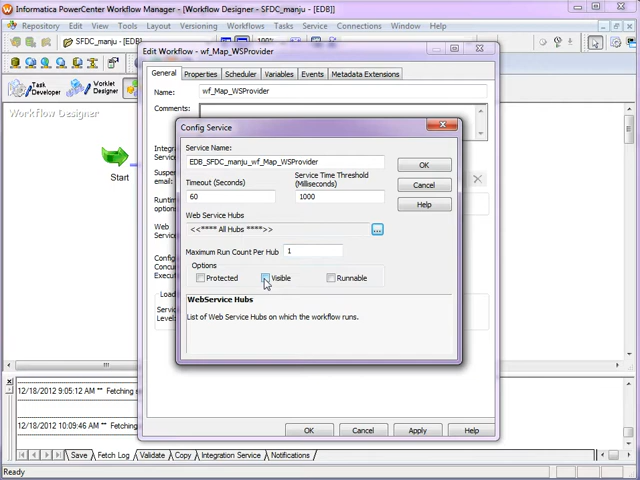 Informatica PowerCenter Workflow Manager - [Workflow Designer - SFDC_manju - [EDB]]
Repository Edit View
Layout Versioning Connections Tasks Window Help
SFDC_manju - [EDB]
100%
Edit Workflow - wf_Map_WSProvider
Task Developer
Worklet Designer
General Properties Scheduler Variables Events Metadata Extensions
Name: wf_Map_WSProvider
Comments:
Workflow Designer
Config Service
Service Name:
EDB_SFDC_manju_wf_Map_WSProvider
OK
Timeout (Seconds)
Service Time Threshold (Milliseconds)
Cancel
60
1000
Help
Web Service Hubs
<<**** All Hubs ****>>
...
Maximum Run Count Per Hub
1
Options
Protected Visible Runnable
WebService Hubs
List of Web Service Hubs on which the workflow runs.
Start
email:
Web
12/18/2012 9:05:12 AM ** Fetching
12/18/2012 10:09:46 AM ** Fetching
OK Cancel Apply Help
Save Fetch Log Validate Copy Integration Service Notifications
Ready